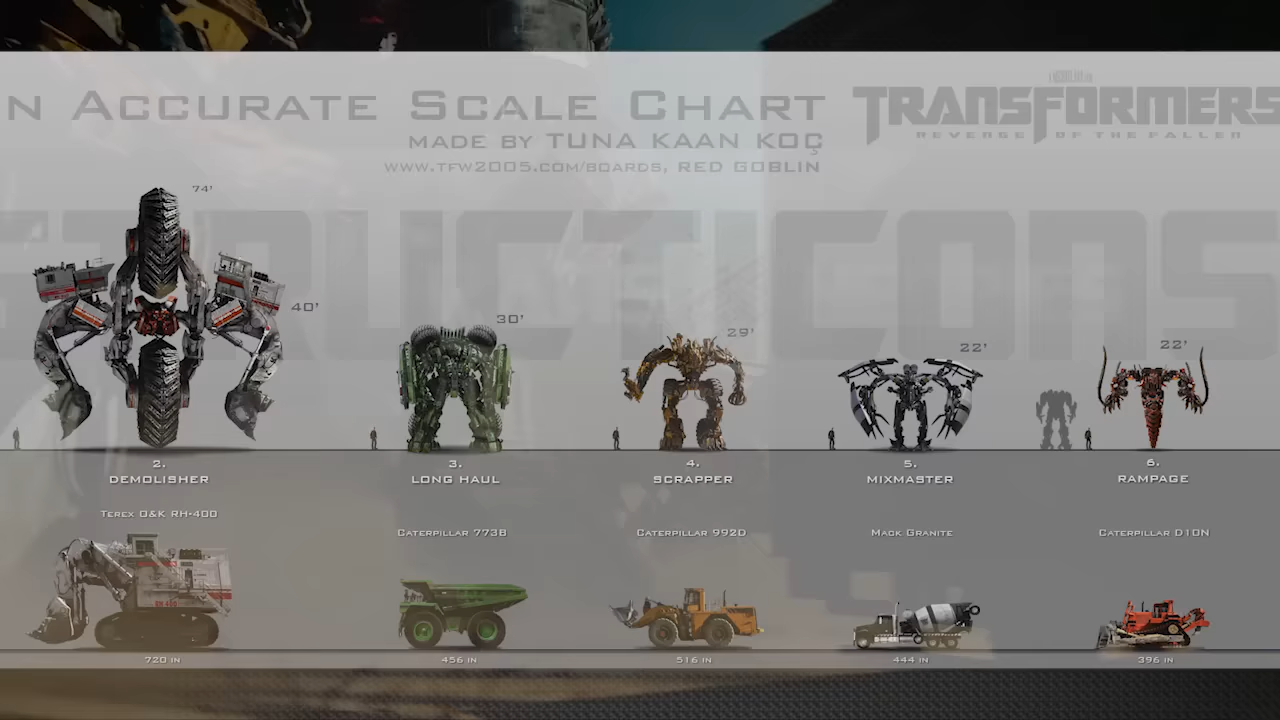 N ACCURATE SCALE CHART
MADE BY TUNA KAAN KOÇ
WWW.TFW2005.COM/BOARDS, RED GOBLIN
TRANSFORMERS
REVENGE OF THE FALLEN
STRUCTICONS
74'
40'
30'
29'
22'
22'
2.
DEMOLISHER
3.
LONG HAUL
4.
SCRAPPER
5.
MIXMASTER
6.
RAMPAGE
TEREX O&K RH-400
CATERPILLAR 773B
CATERPILLAR 992D
MACK GRANITE
CATERPILLAR D10N
RH 400
720 IN
456 IN
516 IN
444 IN
396 IN